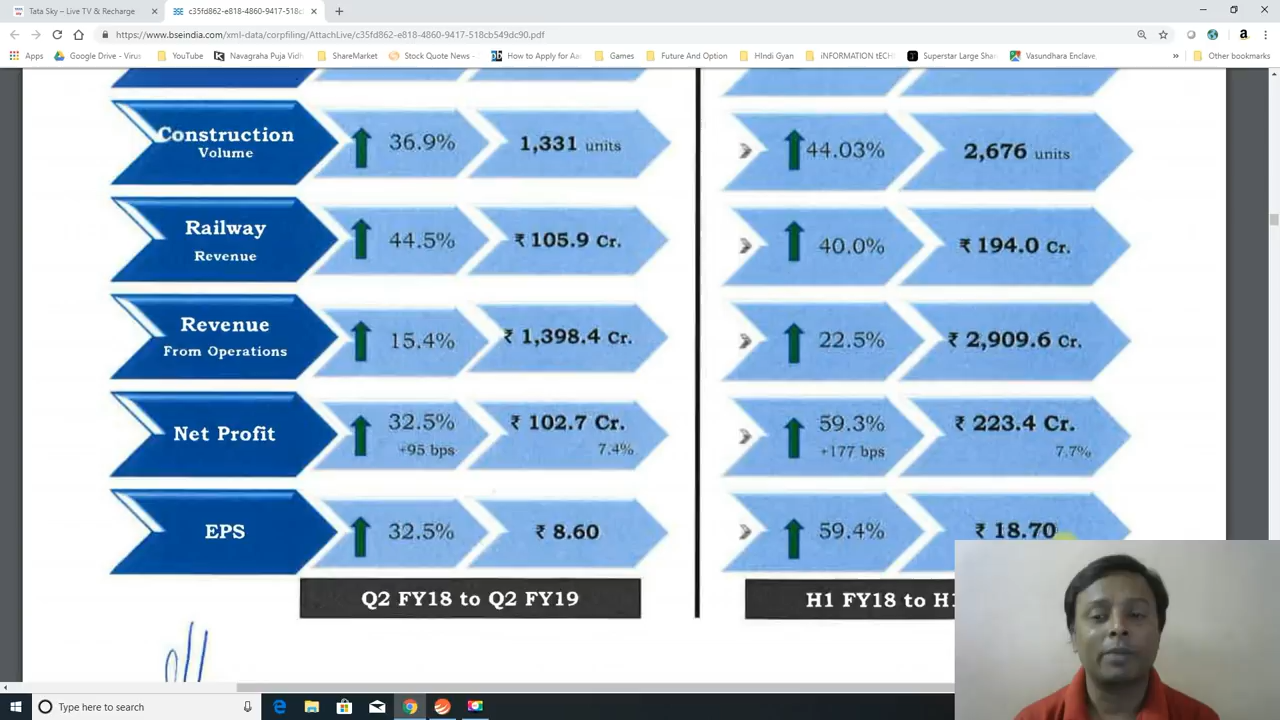 Tata Sky – Live TV & Recharge
c35fd862-e818-4860-9417-518c
https://www.bseindia.com/xml-data/corpfiling/AttachLive/c35fd862-e818-4860-9417-518cb549dc90.pdf
Apps
Google Drive - Virus
YouTube
Navagraha Puja Vidh
ShareMarket
Stock Quote News -
How to Apply for Aa
Games
Future And Option
HIndi Gyan
iNFORMATION tECH
Superstar Large Shar
Vasundhara Enclave,
»
Other bookmarks
Construction
Volume
36.9%
1,331 units
44.03%
2,676 units
Railway
Revenue
44.5%
₹ 105.9 Cr.
40.0%
₹ 194.0 Cr.
Revenue
From Operations
15.4%
₹ 1,398.4 Cr.
22.5%
₹ 2,909.6 Cr.
Net Profit
32.5%
+95 bps
₹ 102.7 Cr.
7.4%
59.3%
+177 bps
₹ 223.4 Cr.
7.7%
EPS
32.5%
₹ 8.60
59.4%
₹ 18.70
Q2 FY18 to Q2 FY19
H1 FY18 to H1
Type here to search